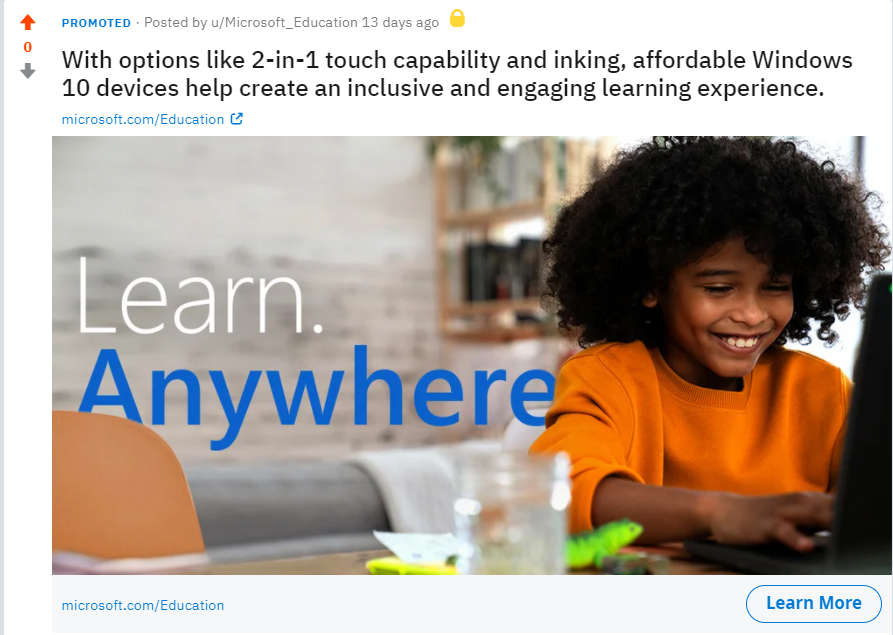 PROMOTED · Posted by u/Microsoft_Education 13 days ago
0
With options like 2-in-1 touch capability and inking, affordable Windows
10 devices help create an inclusive and engaging learning experience.
microsoft.com/Education
Learn.
Anywhere
microsoft.com/Education
Learn More